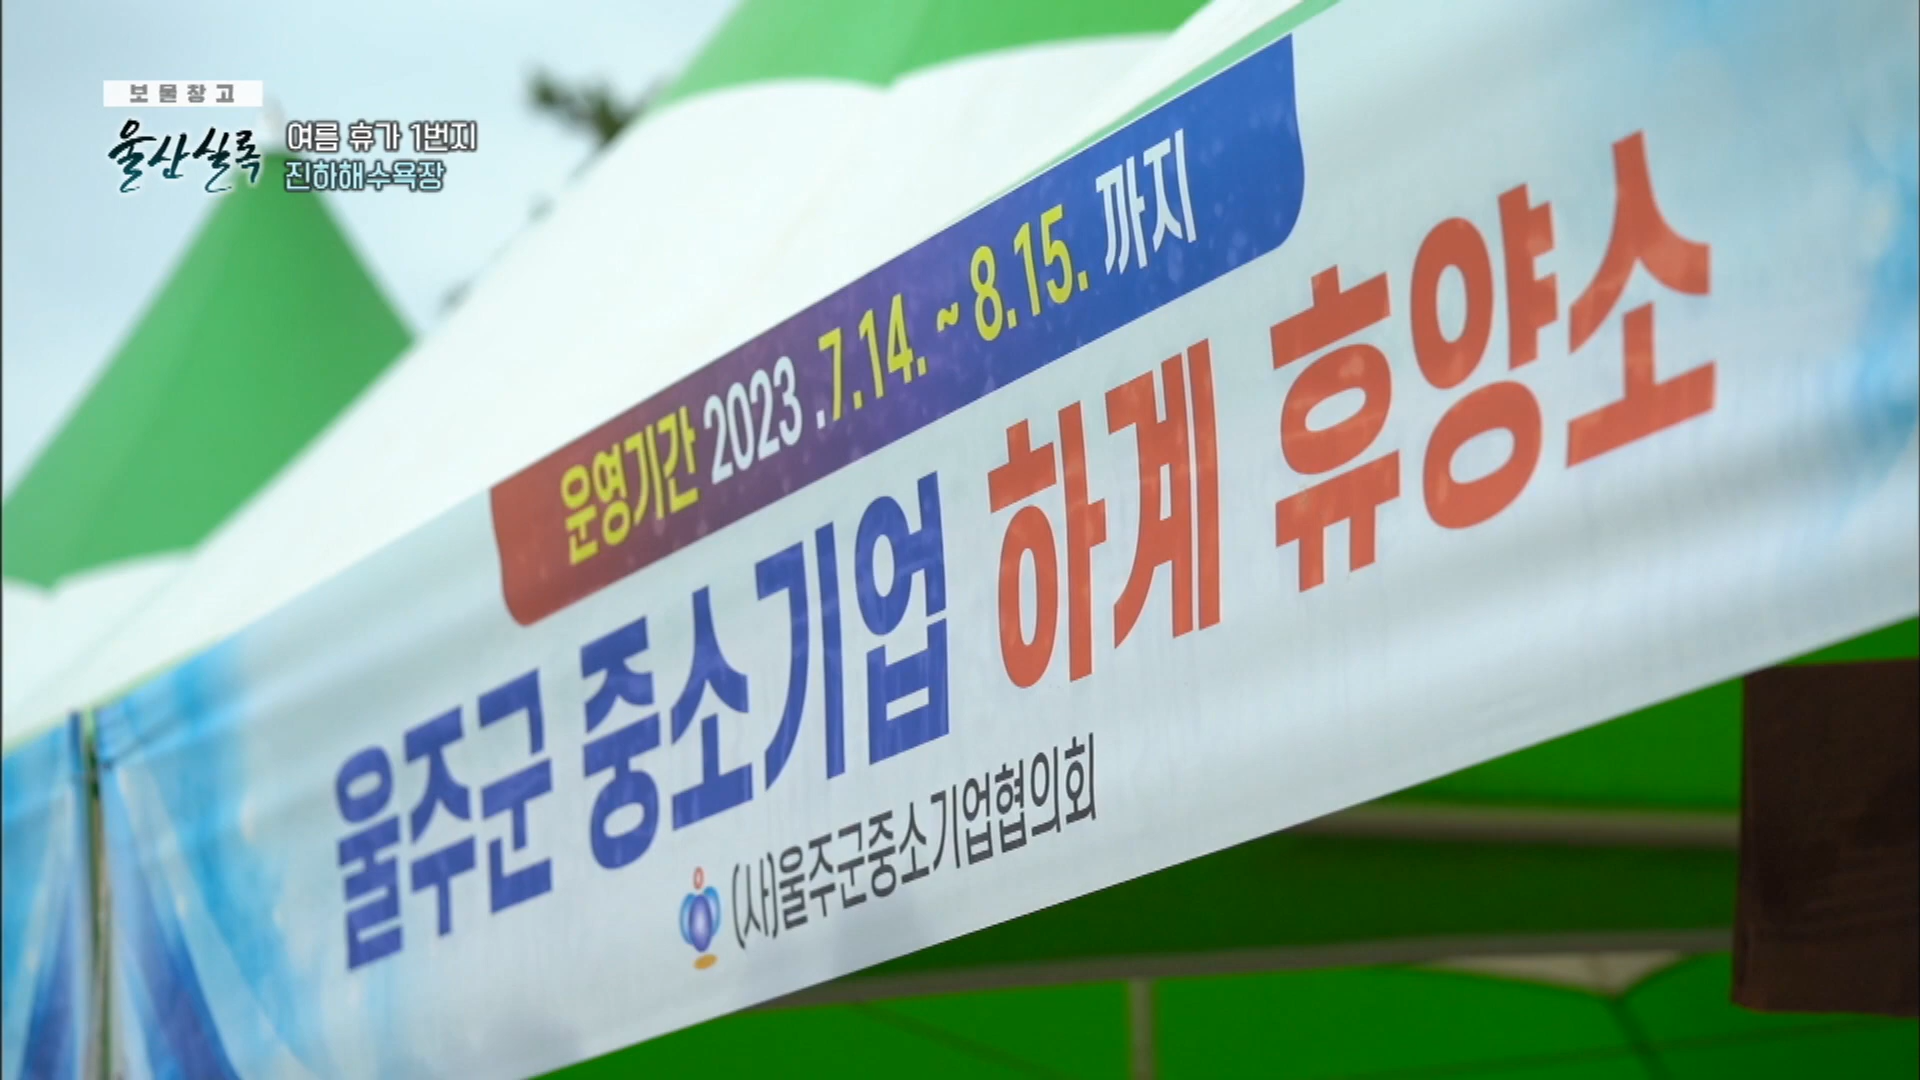 보물창고
울산실록
여름 휴가 1번지
진하해수욕장
운영기간 2023 .7.14. ~ 8.15. 까지
울주군 중소기업 하계 휴양소
(사)울주군중소기업협의회